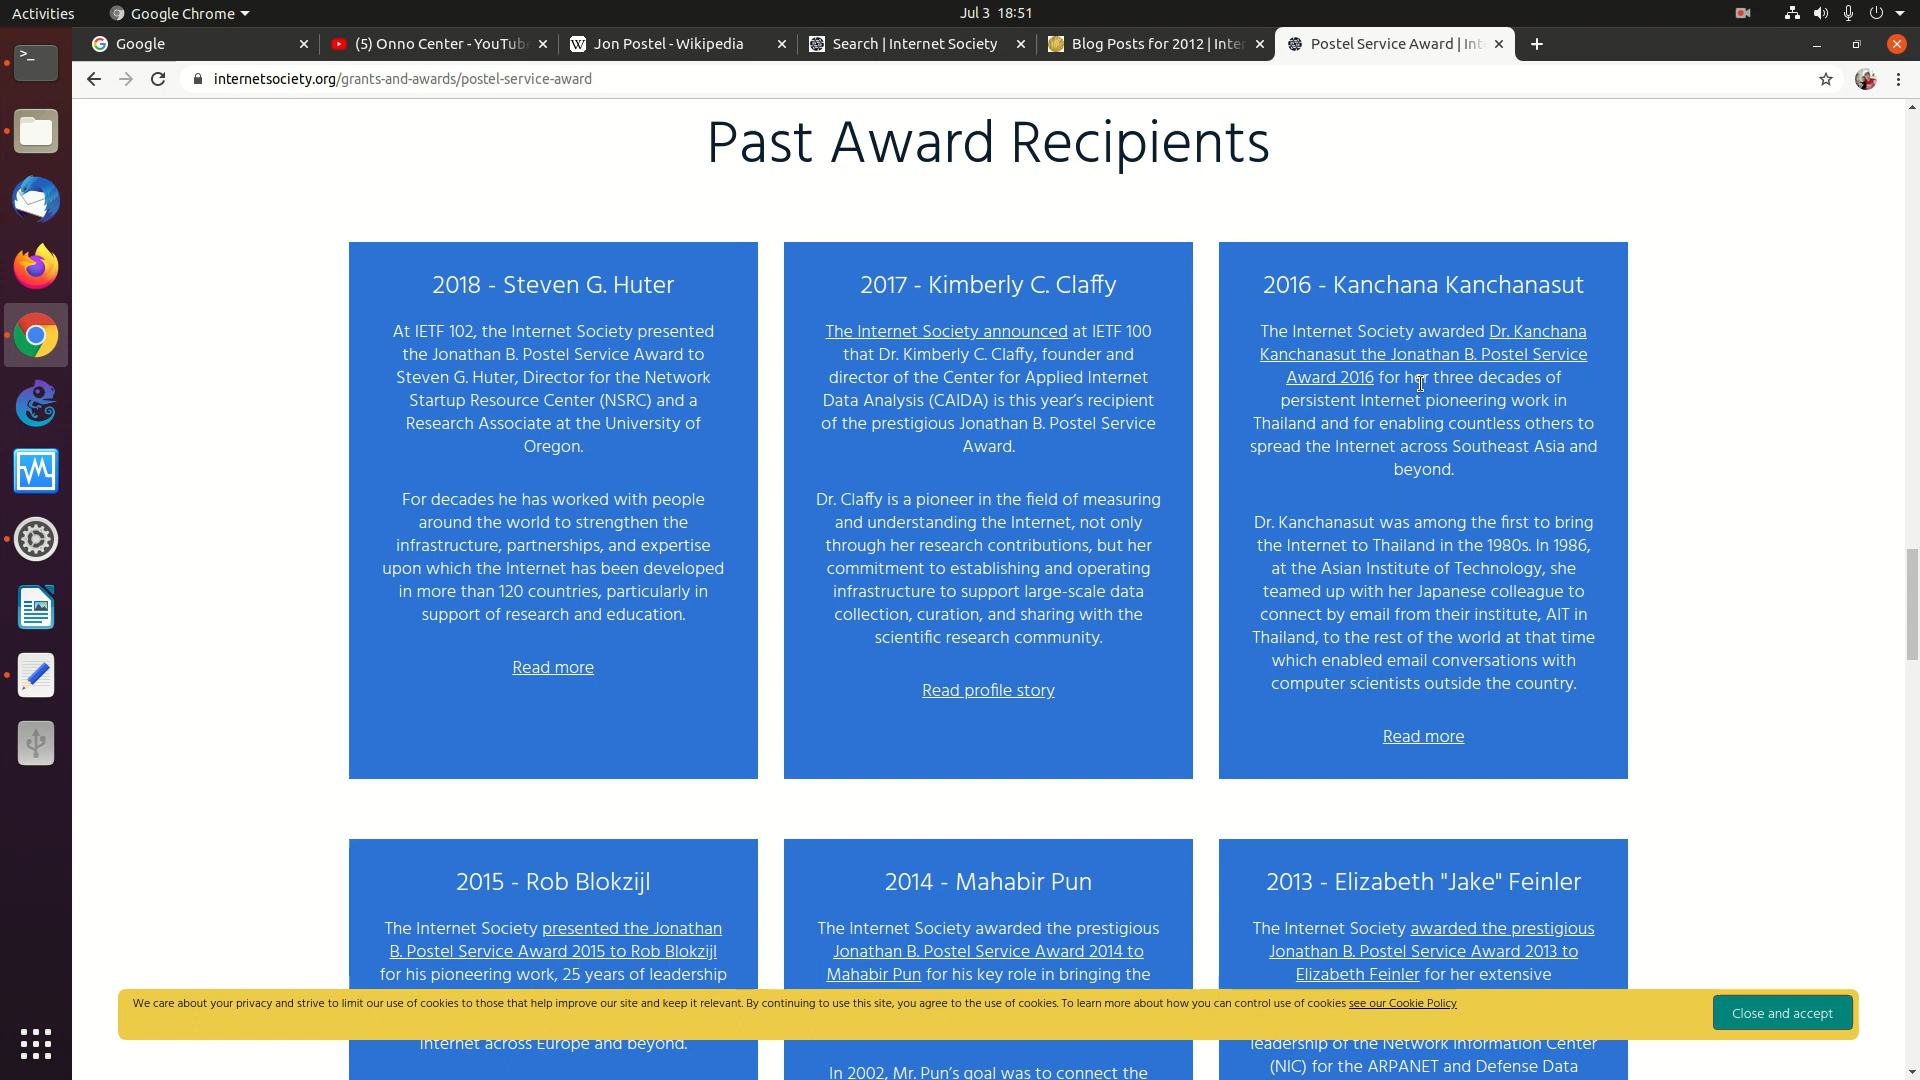 Activities
Google Chrome
Jul 3 18:51
Google
(5) Onno Center - YouTub
Jon Postel - Wikipedia
Search | Internet Society
Blog Posts for 2012 | Inter
Postel Service Award | Int
internetsociety.org/grants-and-awards/postel-service-award
Past Award Recipients
2018 - Steven G. Huter
At IETF 102, the Internet Society presented
the Jonathan B. Postel Service Award to
Steven G. Huter, Director for the Network
Startup Resource Center (NSRC) and a
Research Associate at the University of
Oregon.
For decades he has worked with people
around the world to strengthen the
infrastructure, partnerships, and expertise
upon which the Internet has been developed
in more than 120 countries, particularly in
support of research and education.
Read more
2017 - Kimberly C. Claffy
The Internet Society announced at IETF 100
that Dr. Kimberly C. Claffy, founder and
director of the Center for Applied Internet
Data Analysis (CAIDA) is this year's recipient
of the prestigious Jonathan B. Postel Service
Award.
Dr. Claffy is a pioneer in the field of measuring
and understanding the Internet, not only
through her research contributions, but her
commitment to establishing and operating
infrastructure to support large-scale data
collection, curation, and sharing with the
scientific research community.
Read profile story
2016 - Kanchana Kanchanasut
The Internet Society awarded Dr. Kanchana
Kanchanasut the Jonathan B. Postel Service
Award 2016 for her three decades of
persistent Internet pioneering work in
Thailand and for enabling countless others to
spread the Internet across Southeast Asia and
beyond.
Dr. Kanchanasut was among the first to bring
the Internet to Thailand in the 1980s. In 1986,
at the Asian Institute of Technology, she
teamed up with her Japanese colleague to
connect by email from their institute, AIT in
Thailand, to the rest of the world at that time
which enabled email conversations with
computer scientists outside the country.
Read more
2015 - Rob Blokzijl
The Internet Society presented the Jonathan
B. Postel Service Award 2015 to Rob Blokzijl
for his pioneering work, 25 years of leadership
Internet across Europe and beyond.
2014 - Mahabir Pun
The Internet Society awarded the prestigious
Jonathan B. Postel Service Award 2014 to
Mahabir Pun for his key role in bringing the
In 2002, Mr. Pun's goal was to connect the
2013 - Elizabeth "Jake" Feinler
The Internet Society awarded the prestigious
Jonathan B. Postel Service Award 2013 to
Elizabeth Feinler for her extensive
leadership of the Network Information Center
(NIC) for the ARPANET and Defense Data
We care about your privacy and strive to limit our use of cookies to those that help improve our site and keep it relevant. By continuing to use this site, you agree to the use of cookies. To learn more about how you can control use of cookies see our Cookie Policy
Close and accept